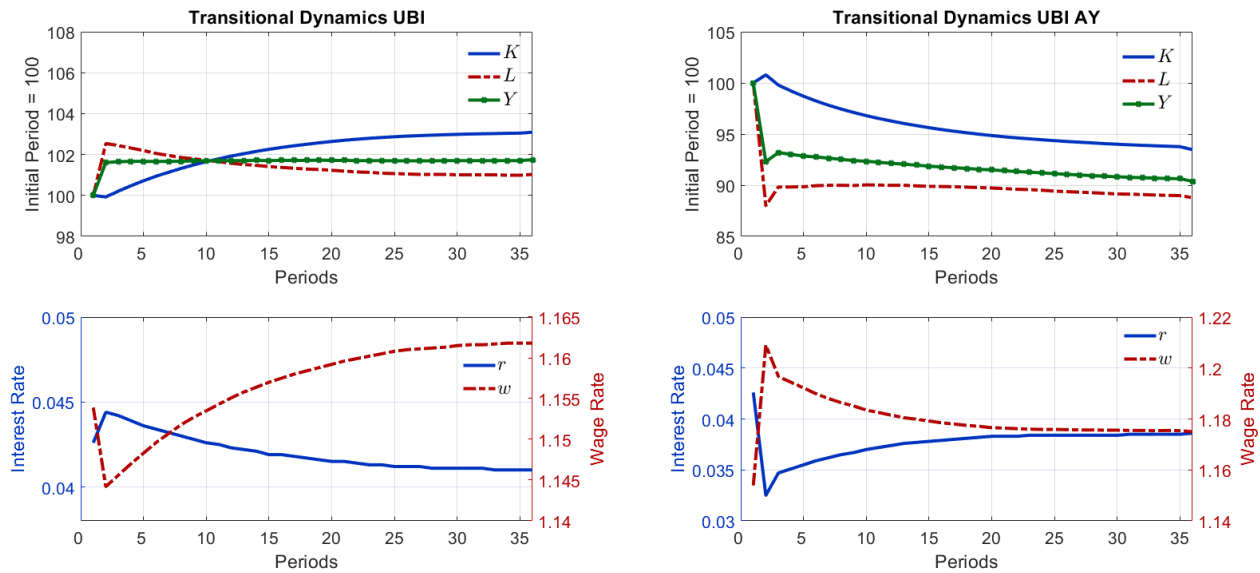 Transitional Dynamics UBI
108
106
104
102
100
98
Initial Period = 100
K
L
Y
0 5 10 15 20 25 30 35
Periods
Transitional Dynamics UBI AY
105
100
95
90
85
Initial Period = 100
K
L
Y
0 5 10 15 20 25 30 35
Periods
0.05
0.045
0.04
Interest Rate
r
w
1.165
1.16
1.155
1.15
1.145
1.14
Wage Rate
0 5 10 15 20 25 30 35
Periods
0.05
0.045
0.04
0.035
0.03
Interest Rate
r
w
1.22
1.2
1.18
1.16
1.14
Wage Rate
0 5 10 15 20 25 30 35
Periods